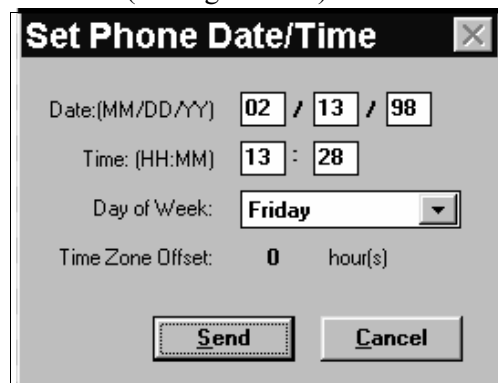 Set Phone Date/Time
Date:(MM/DD/YY) 02 / 13 / 98
Time: (HH:MM) 13 : 28
Day of Week: Friday
Time Zone Offset: 0 hour(s)
Send Cancel